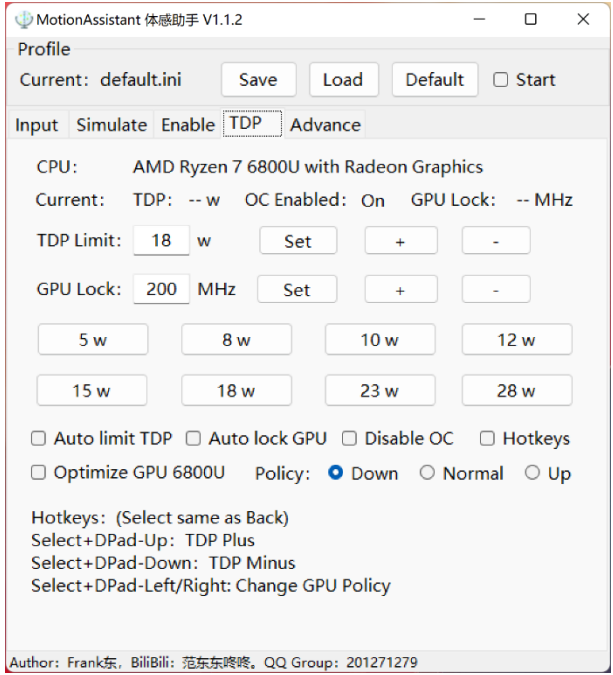 MotionAssistant 体感助手 V1.1.2
Profile
Current: default.ini Save Load Default Start
Input Simulate Enable TDP Advance
CPU: AMD Ryzen 7 6800U with Radeon Graphics
Current: TDP: -- w OC Enabled: On GPU Lock: -- MHz
TDP Limit: 18 w Set + -
GPU Lock: 200 MHz Set + -
5 w 8 w 10 w 12 w
15 w 18 w 23 w 28 w
Auto limit TDP Auto lock GPU Disable OC Hotkeys
Optimize GPU 6800U Policy: Down Normal Up
Hotkeys: (Select same as Back)
Select+DPad-Up: TDP Plus
Select+DPad-Down: TDP Minus
Select+DPad-Left/Right: Change GPU Policy
Author: Frank东, BiliBili: 范东东咚咚。QQ Group: 201271279